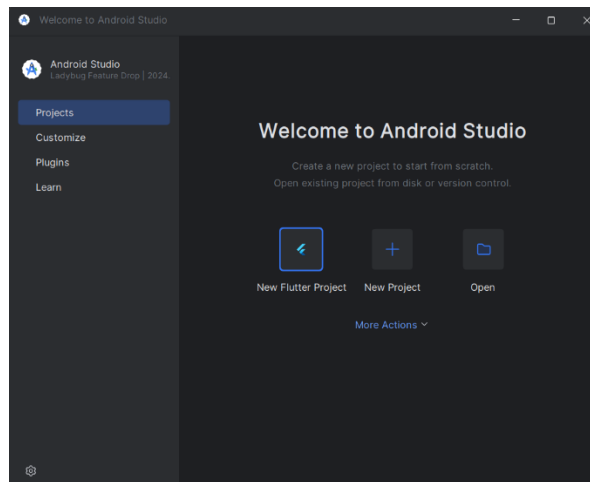 Welcome to Android Studio
Android Studio
Ladybug Feature Drop | 2024.
Projects
Customize
Plugins
Learn
Welcome to Android Studio
Create a new project to start from scratch.
Open existing project from disk or version control.
New Flutter Project
New Project
Open
More Actions